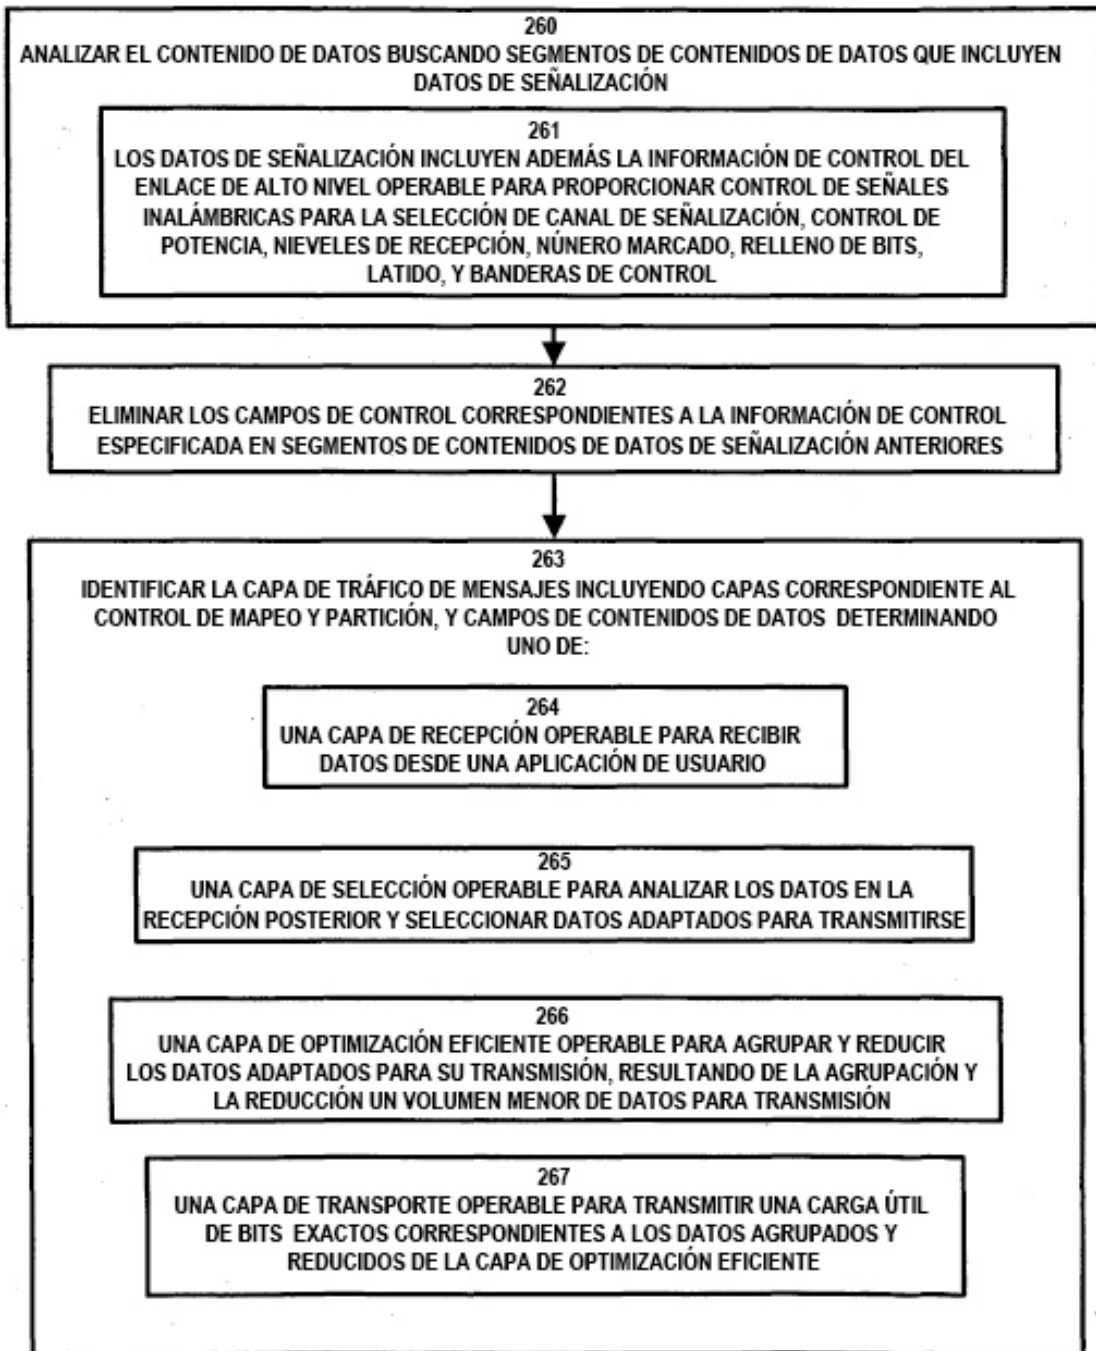 260
ANALIZAR EL CONTENIDO DE DATOS BUSCANDO SEGMENTOS DE CONTENIDOS DE DATOS QUE INCLUYEN
DATOS DE SEÑALIZACIÓN
261
LOS DATOS DE SEÑALIZACIÓN INCLUYEN ADEMÁS LA INFORMACIÓN DE CONTROL DEL
ENLACE DE ALTO NIVEL OPERABLE PARA PROPORCIONAR CONTROL DE SEÑALES
INALÁMBRICAS PARA LA SELECCIÓN DE CANAL DE SEÑALIZACIÓN, CONTROL DE
POTENCIA, NIEVELES DE RECEPCIÓN, NÚNERO MARCADO, RELLENO DE BITS,
LATIDO, Y BANDERAS DE CONTROL
262
ELIMINAR LOS CAMPOS DE CONTROL CORRESPONDIENTES A LA INFORMACIÓN DE CONTROL
ESPECIFICADA EN SEGMENTOS DE CONTENIDOS DE DATOS DE SEÑALIZACIÓN ANTERIORES
263
IDENTIFICAR LA CAPA DE TRÁFICO DE MENSAJES INCLUYENDO CAPAS CORRESPONDIENTE AL
CONTROL DE MAPEO Y PARTICIÓN, Y CAMPOS DE CONTENIDOS DE DATOS DETERMINANDO
UNO DE:
264
UNA CAPA DE RECEPCIÓN OPERABLE PARA RECIBIR
DATOS DESDE UNA APLICACIÓN DE USUARIO
265
UNA CAPA DE SELECCIÓN OPERABLE PARA ANALIZAR LOS DATOS EN LA
RECEPCIÓN POSTERIOR Y SELECCIONAR DATOS ADAPTADOS PARA TRANSMITIRSE
266
UNA CAPA DE OPTIMIZACIÓN EFICIENTE OPERABLE PARA AGRUPAR Y REDUCIR
LOS DATOS ADAPTADOS PARA SU TRANSMISIÓN, RESULTANDO DE LA AGRUPACIÓN Y
LA REDUCCIÓN UN VOLUMEN MENOR DE DATOS PARA TRANSMISIÓN
267
UNA CAPA DE TRANSPORTE OPERABLE PARA TRANSMITIR UNA CARGA ÚTIL
DE BITS EXACTOS CORRESPONDIENTES A LOS DATOS AGRUPADOS Y
REDUCIDOS DE LA CAPA DE OPTIMIZACIÓN EFICIENTE